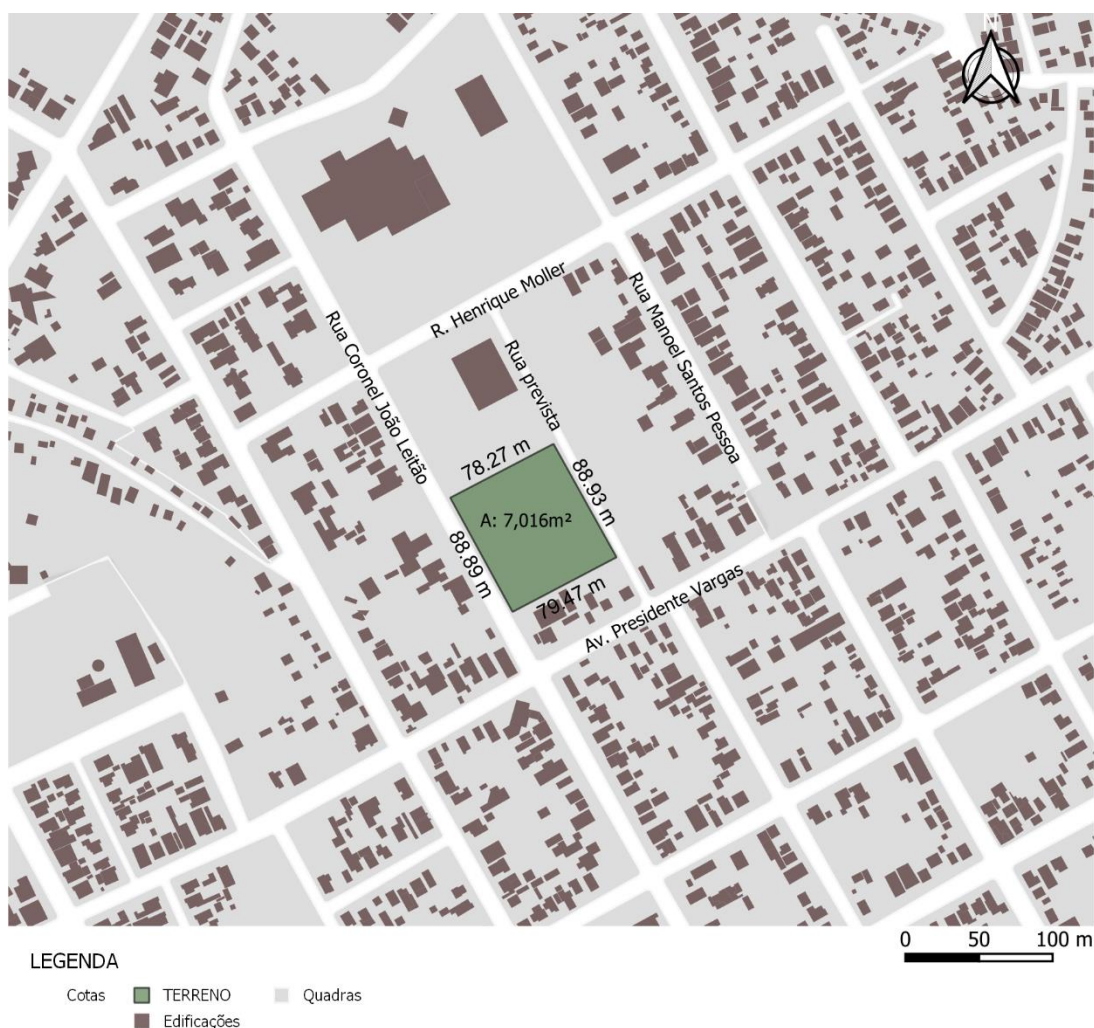 N
R. Henrique Moller
Rua Manoel Santos Pessoa
Rua Coronel João Leitão
Rua prevista
78.27 m
88.93 m
A: 7,016m²
88.89 m
79.47 m
Av. Presidente Vargas
0 50 100 m
LEGENDA
Cotas TERRENO Quadras
Edificações